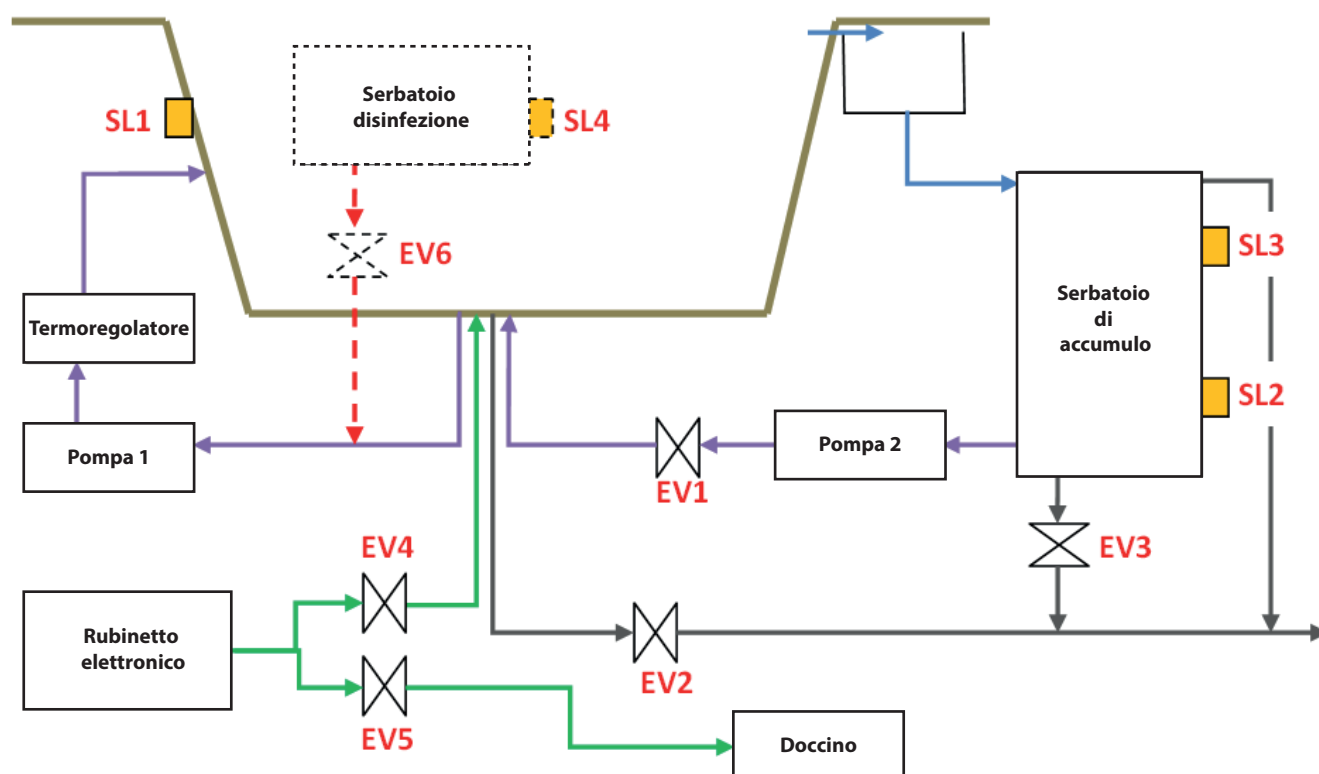 Serbatoio
disinfezione
SL1
SL4
EV6
SL3
Serbatoio
di
accumulo
Termoregolatore
SL2
Pompa 1
Pompa 2
EV1
EV4
EV3
Rubinetto
elettronico
EV2
EV5
Doccino